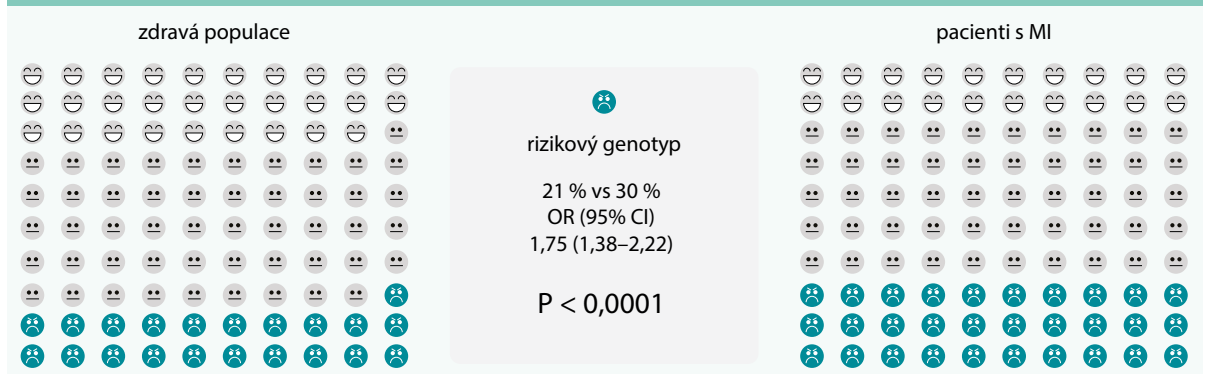 zdravá populace
pacienti s MI
rizikový genotyp
21 % vs 30 %
OR (95% CI)
1,75 (1,38–2,22)
P < 0,0001